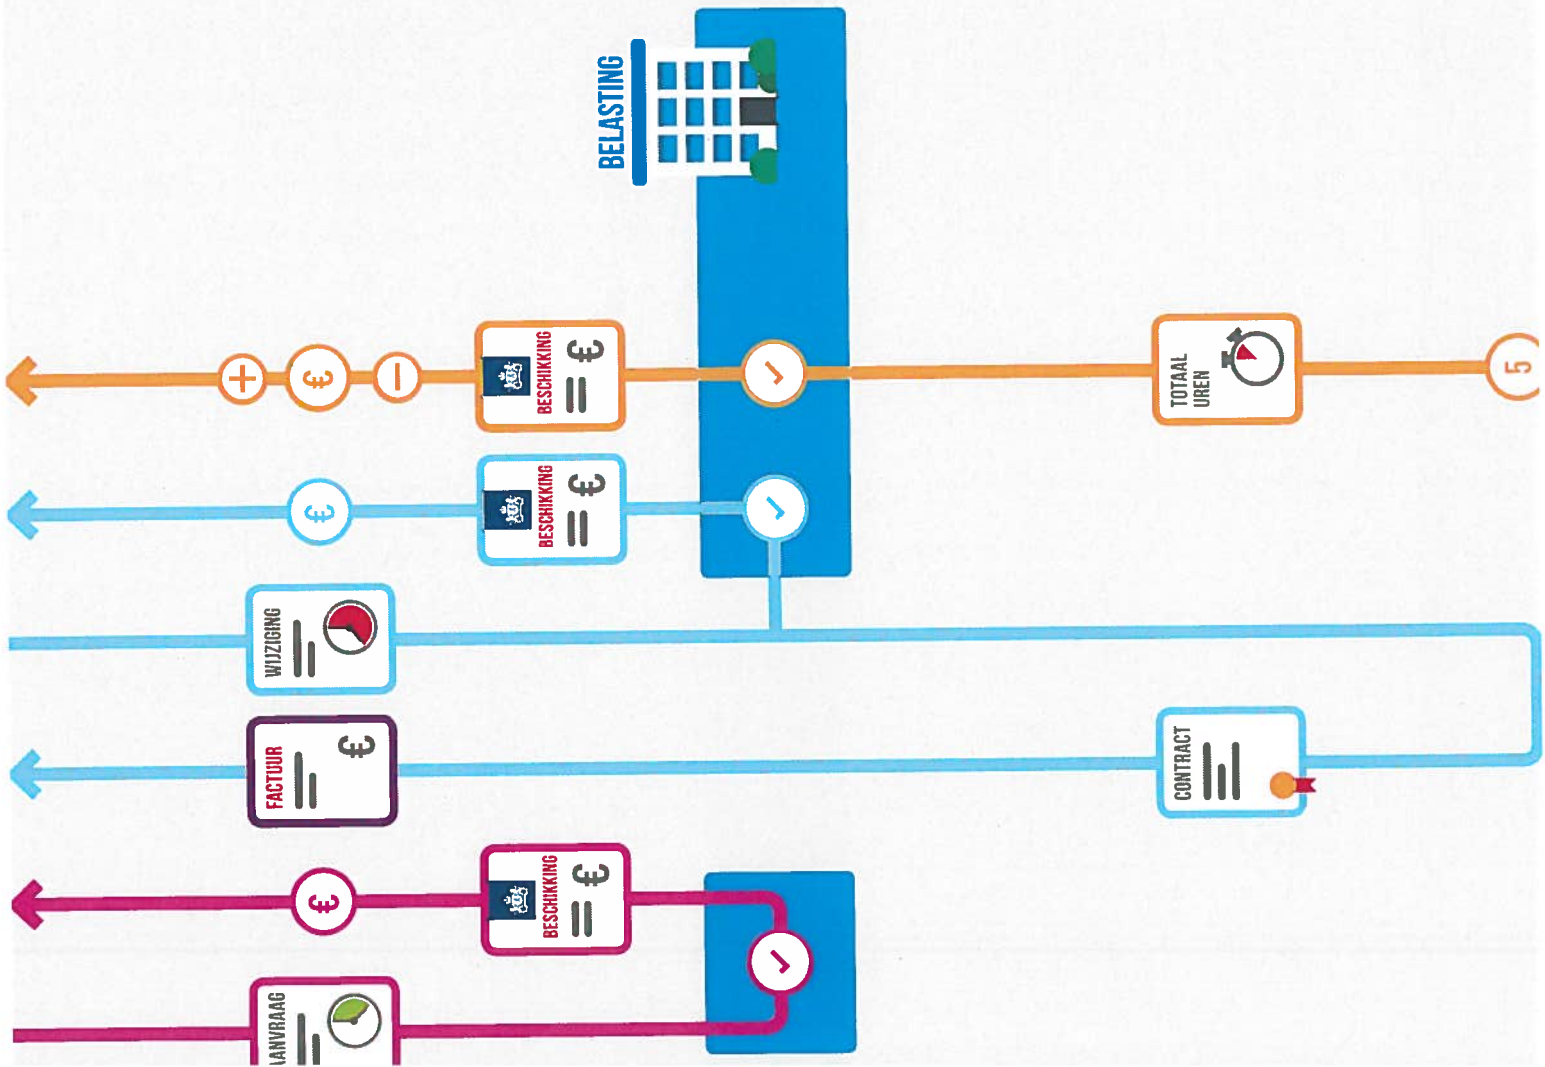 AANVRAAG
FACTUUR
€
WIJZIGING
€
€
+
€
−
BESCHIKKING
€
BESCHIKKING
€
BESCHIKKING
€
BELASTING
CONTRACT
TOTAAL
UREN
5